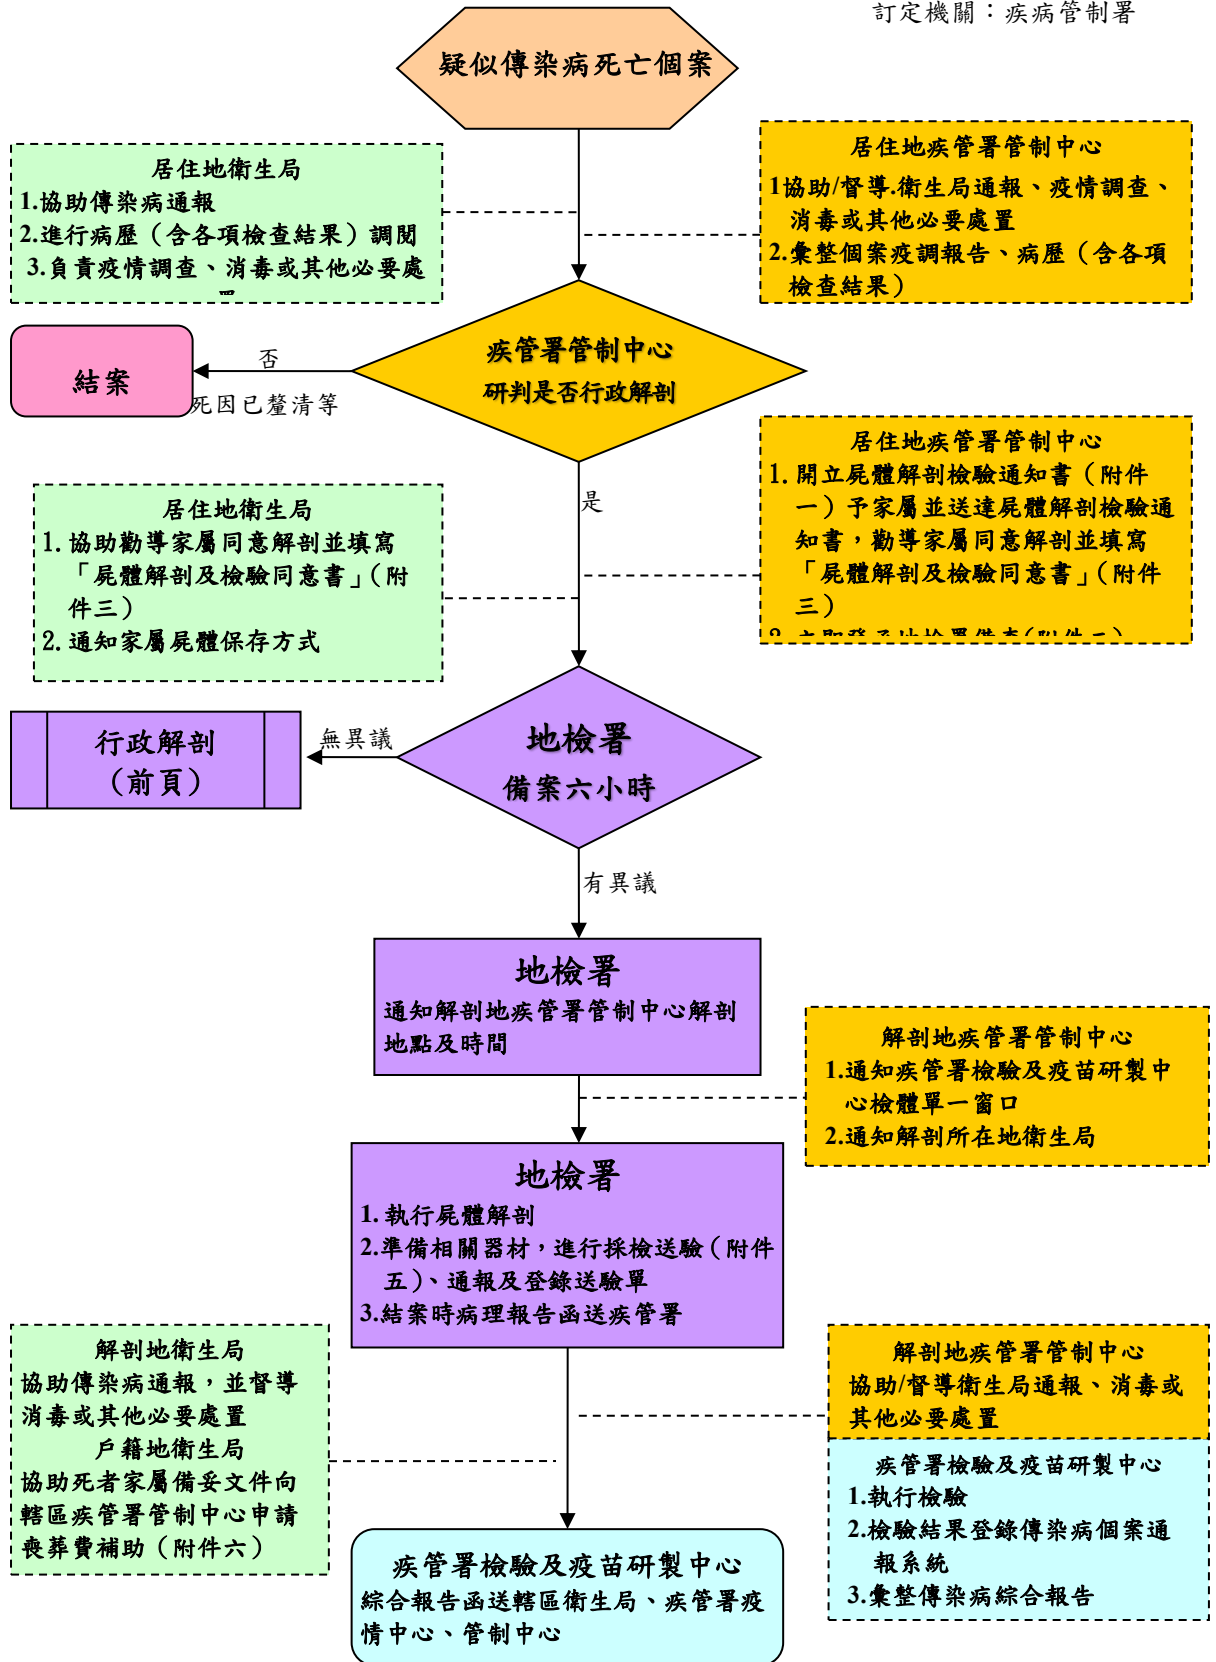 訂定機關：疾病管制署
疑似傳染病死亡個案
居住地衛生局
1.協助傳染病通報
2.進行病歷（含各項檢查結果）調閱
3.負責疫情調查、消毒或其他必要處
居住地疾管署管制中心
1協助/督導.衛生局通報、疫情調查、
消毒或其他必要處置
2.彙整個案疫調報告、病歷（含各項
檢查結果）
疾管署管制中心
研判是否行政解剖
否
死因已釐清等
結案
是
居住地衛生局
1. 協助勸導家屬同意解剖並填寫
「屍體解剖及檢驗同意書」（附
件三）
2. 通知家屬屍體保存方式
居住地疾管署管制中心
1. 開立屍體解剖檢驗通知書（附件
一）予家屬並送達屍體解剖檢驗通
知書，勸導家屬同意解剖並填寫
「屍體解剖及檢驗同意書」（附件
三）
地檢署
備案六小時
無異議
行政解剖
（前頁）
有異議
地檢署
通知解剖地疾管署管制中心解剖
地點及時間
解剖地疾管署管制中心
1.通知疾管署檢驗及疫苗研製中
心檢體單一窗口
2.通知解剖所在地衛生局
地檢署
1. 執行屍體解剖
2.準備相關器材，進行採檢送驗（附件
五）、通報及登錄送驗單
3.結案時病理報告函送疾管署
解剖地衛生局
協助傳染病通報，並督導
消毒或其他必要處置
戶籍地衛生局
協助死者家屬備妥文件向
轄區疾管署管制中心申請
喪葬費補助（附件六）
解剖地疾管署管制中心
協助/督導衛生局通報、消毒或
其他必要處置
疾管署檢驗及疫苗研製中心
1.執行檢驗
2.檢驗結果登錄傳染病個案通
報系統
3.彙整傳染病綜合報告
疾管署檢驗及疫苗研製中心
綜合報告函送轄區衛生局、疾管署疫
情中心、管制中心